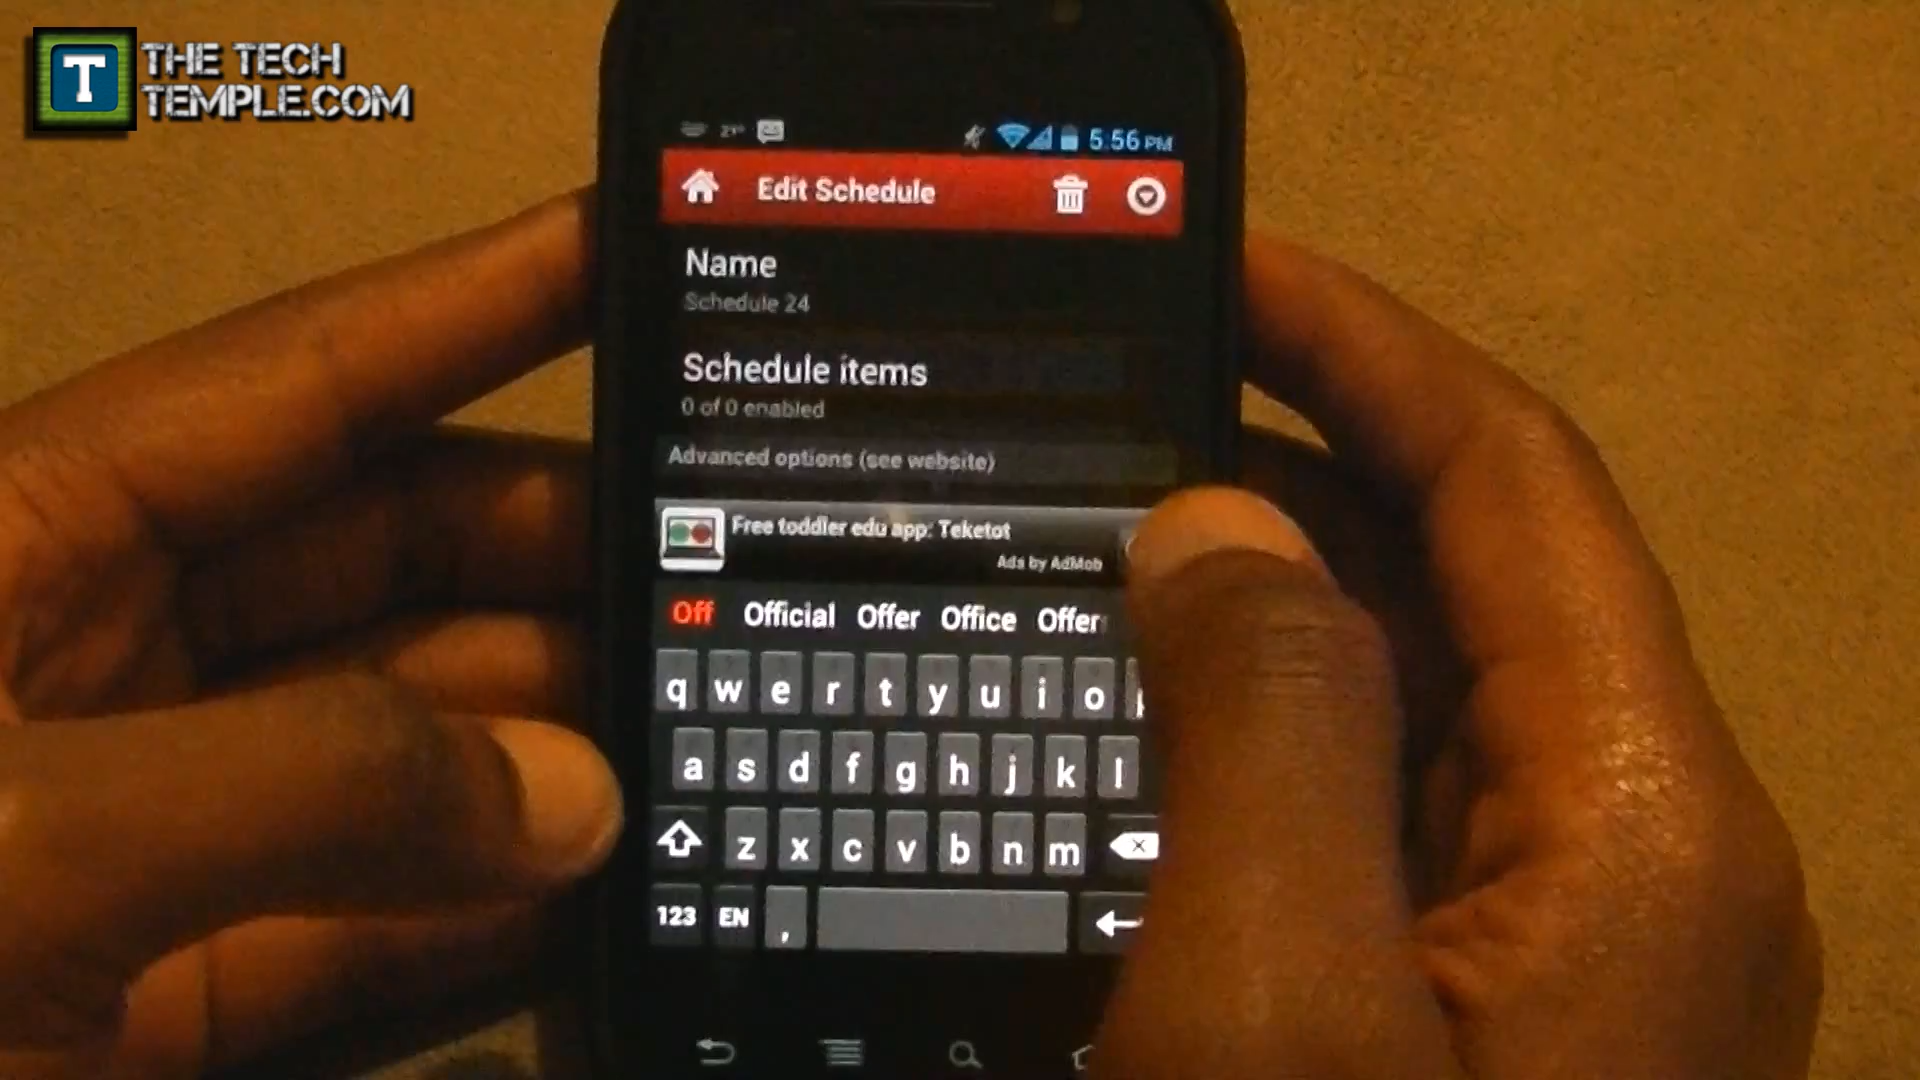 T THE TECH
TEMPLE.COM
5:56 PM
Edit Schedule
Name
Schedule 24
Schedule items
0 of 0 enabled
Advanced options (see website)
Free toddler edu app: Teketot
Ads by AdMob
Off Official Offer Office Offer
q w e r t y u i o
a s d f g h j k l
z x c v b n m
123 EN ,